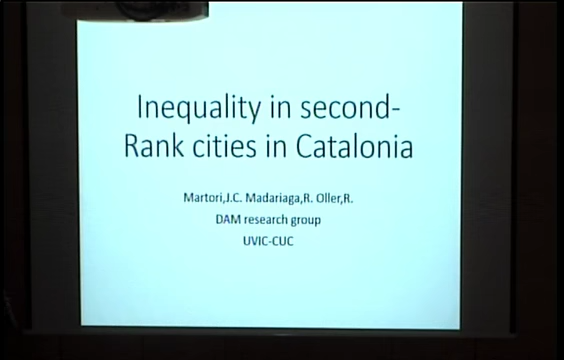 Inequality in second-
Rank cities in Catalonia
Martori,J.C. Madariaga,R. Oller,R.
DAM research group
UVIC-CUC